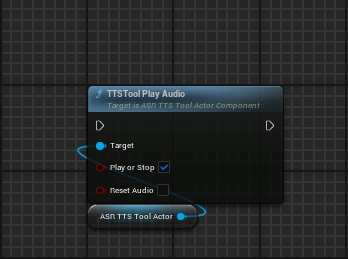 TTSTool Play Audio
Target is ASR TTS Tool Actor Component
Target
Play or Stop
Reset Audio
ASR TTS Tool Actor